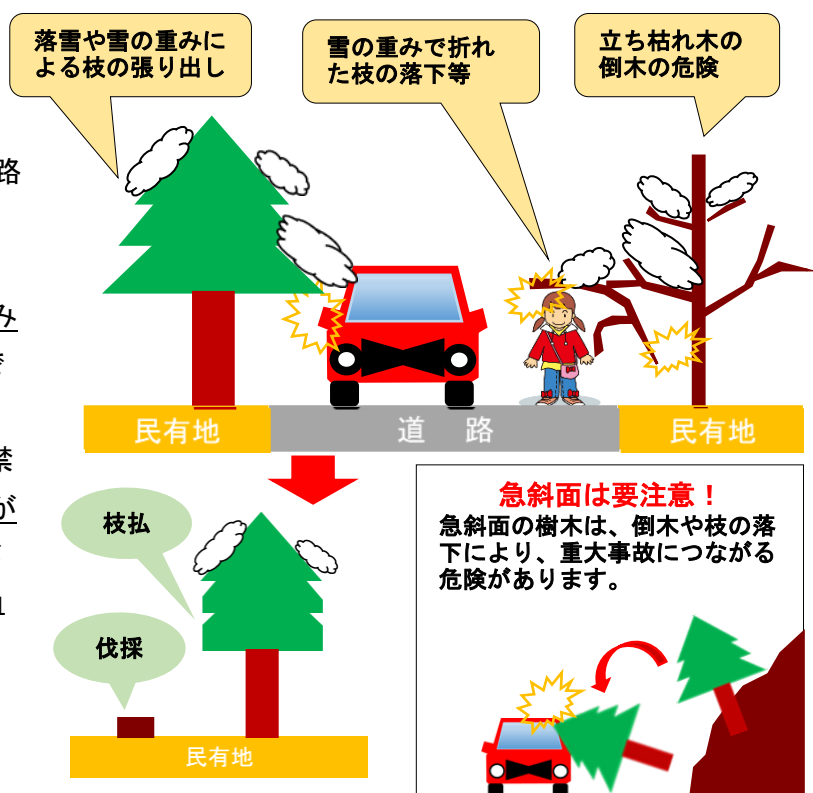 落雪や雪の重みに
よる枝の張り出し
雪の重みで折れ
た枝の落下等
立ち枯れ木の
倒木の危険
路
み
禁
が
民有地
道　路
民有地
枝払
伐採
民有地
急斜面は要注意！
急斜面の樹木は、倒木や枝の落
下により、重大事故につながる
危険があります。